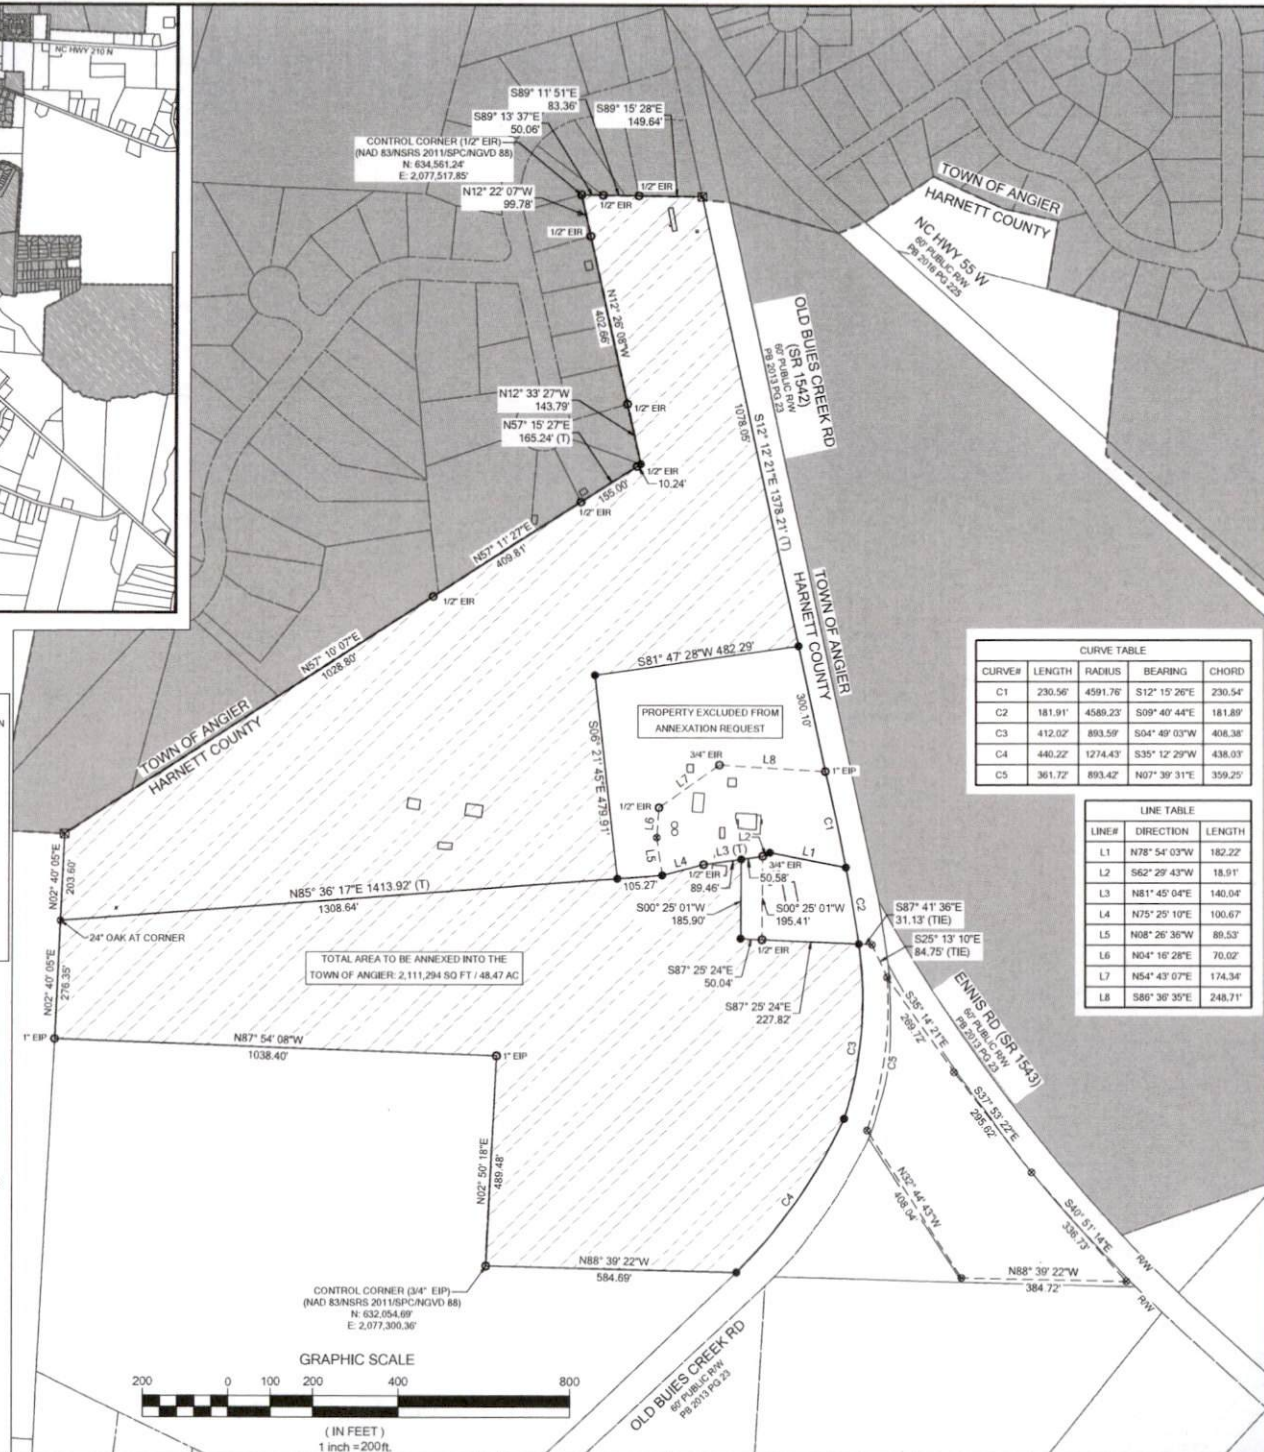 NC HWY 210 N
S89° 11' 51"E
83.36'
S89° 13' 37"E
50.06'
S89° 15' 28"E
149.64'
CONTROL CORNER (1/2" EIR)
(NAD 83/NSRS 2011/SPC/NGVD 88)
N: 634,561.24'
E: 2,077,517.85'
N12° 22' 07"W
99.78'
1/2" EIR
1/2" EIR
1/2" EIR
N12° 26' 08"W
402.66'
N12° 33' 27"W
143.79'
N57° 15' 27"E
165.24' (T)
1/2" EIR
1/2" EIR
10.24'
155.00'
1/2" EIR
N57° 11' 27"E
409.81'
1/2" EIR
N57° 10' 07"E
1028.80'
TOWN OF ANGIER
HARNETT COUNTY
TOWN OF ANGIER
HARNETT COUNTY
NC HWY 55 W
60' PUBLIC R/W
PB 2016 PG 225
OLD BUIES CREEK RD
(SR 1542)
60' PUBLIC R/W
PB 2013 PG 23
S12° 12' 21"E 1378.21' (T)
1078.05'
TOWN OF ANGIER
HARNETT COUNTY
300.10'
S81° 47' 28"W 482.29'
S06° 21' 45"E 479.91'
PROPERTY EXCLUDED FROM
ANNEXATION REQUEST
3/4" EIR
L8
L7
1" EIP
1/2" EIR
L6
L5
C1
L2
L3 (T)
L1
L4
3/4" EIR
1/2" EIR
50.58'
89.46'
105.27'
N85° 36' 17"E 1413.92' (T)
1308.64'
N02° 40' 05"E
203.60'
24" OAK AT CORNER
N02° 40' 05"E
276.35'
S00° 25' 01"W
185.90'
S00° 25' 01"W
195.41'
C2
S87° 41' 36"E
31.13' (TIE)
S25° 13' 10"E
84.75' (TIE)
1/2" EIR
S87° 25' 24"E
50.04'
S87° 25' 24"E
227.82'
TOTAL AREA TO BE ANNEXED INTO THE
TOWN OF ANGIER: 2,111,294 SQ FT / 48.47 AC
1" EIP
N87° 54' 08"W
1038.40'
1" EIP
N02° 50' 18"E
489.48'
C3
C5
C4
S35° 14' 21"E
269.72'
ENNIS RD (SR 1543)
60' PUBLIC R/W
PB 2013 PG 23
S37° 53' 22"E
295.62'
N32° 44' 43"W
408.04'
S40° 51' 14"E
336.73'
R/W
R/W
N88° 39' 22"W
384.72'
N88° 39' 22"W
584.69'
CONTROL CORNER (3/4" EIP)
(NAD 83/NSRS 2011/SPC/NGVD 88)
N: 632,054.69'
E: 2,077,300.36'
OLD BUIES CREEK RD
60' PUBLIC R/W
PB 2013 PG 23
GRAPHIC SCALE
200 0 100 200 400 800
( IN FEET )
1 inch = 200 ft.
CURVE TABLE
CURVE# LENGTH RADIUS BEARING CHORD
C1 230.56' 4591.76' S12° 15' 26"E 230.54'
C2 181.91' 4589.23' S09° 40' 44"E 181.89'
C3 412.02' 893.59' S04° 49' 03"W 408.38'
C4 440.22' 1274.43' S35° 12' 29"W 438.03'
C5 361.72' 893.42' N07° 39' 31"E 359.25'
LINE TABLE
LINE# DIRECTION LENGTH
L1 N78° 54' 03"W 182.22'
L2 S62° 29' 43"W 18.91'
L3 N81° 45' 04"E 140.04'
L4 N75° 25' 10"E 100.67'
L5 N08° 26' 36"W 89.53'
L6 N04° 16' 28"E 70.02'
L7 N54° 43' 07"E 174.34'
L8 S86° 36' 35"E 248.71'
N